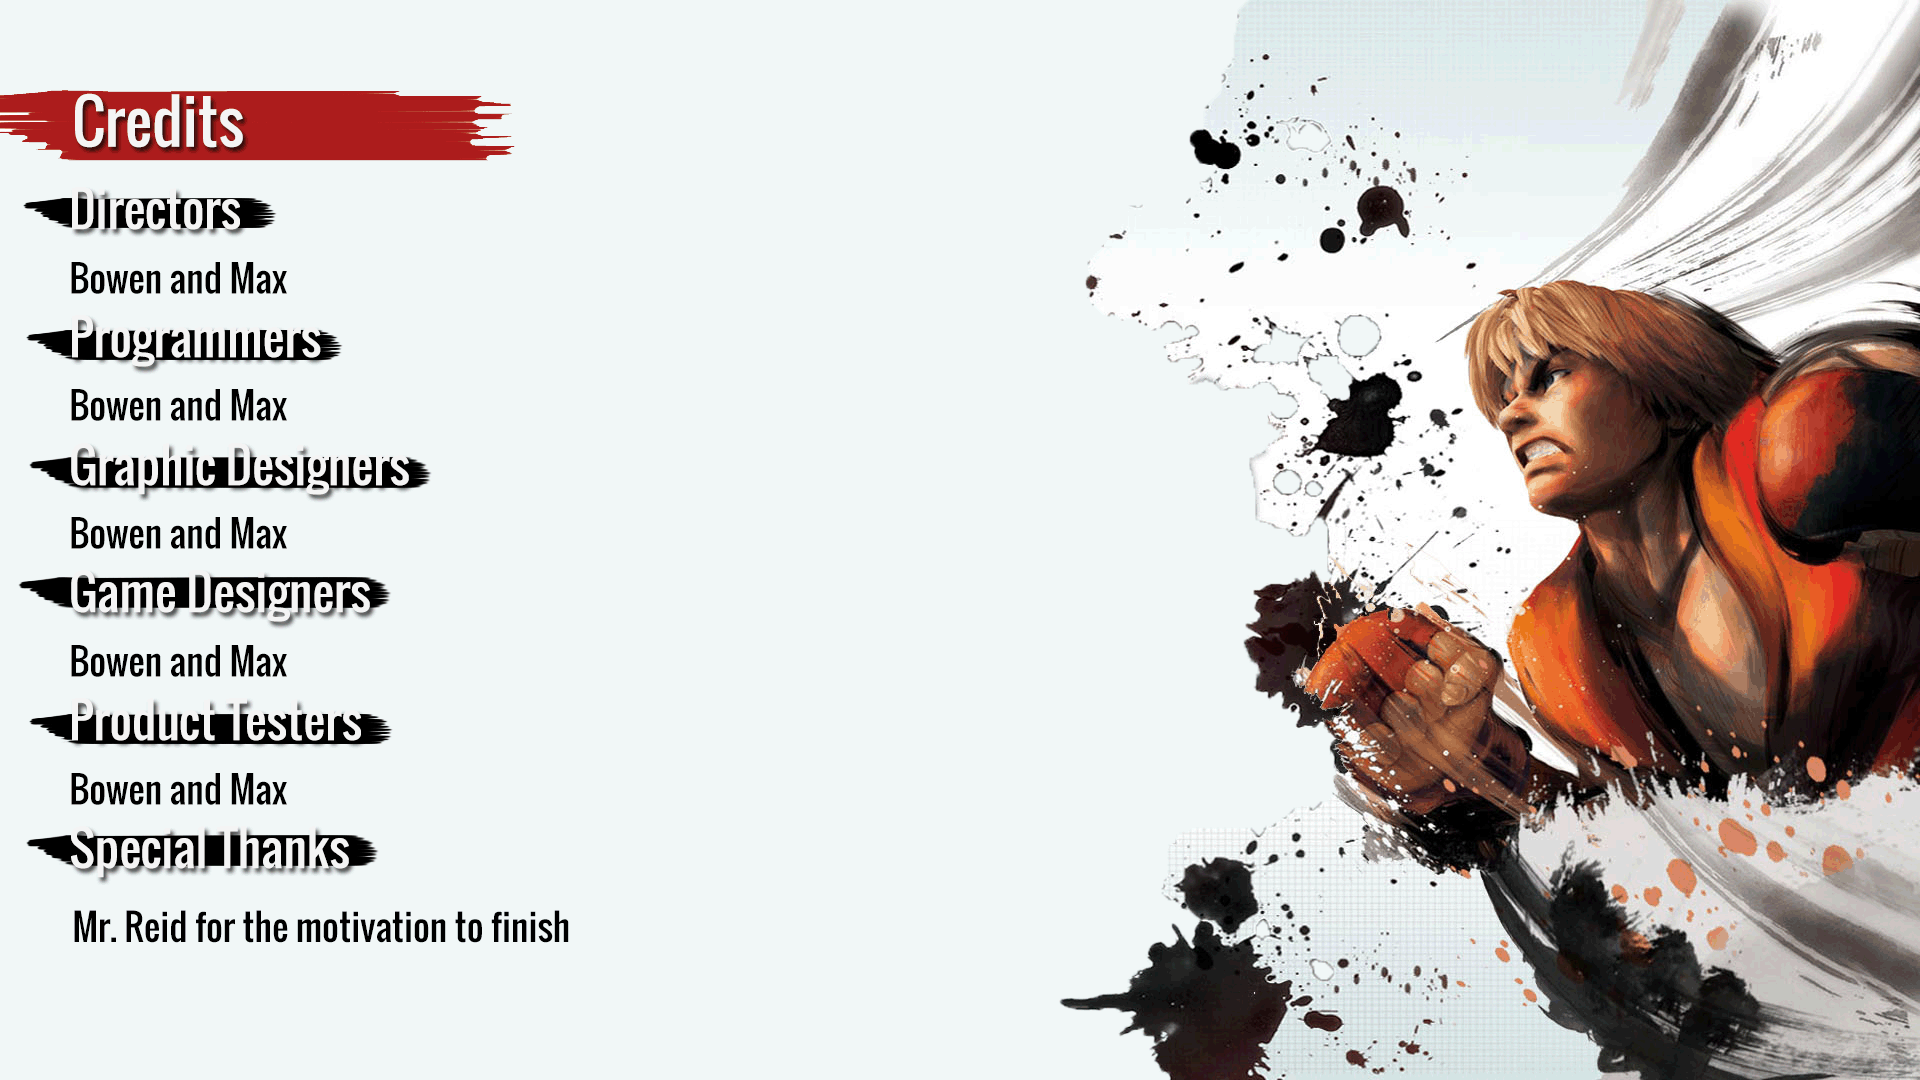 Credits
Directors
Bowen and Max
Programmers
Bowen and Max
Graphic Designers
Bowen and Max
Game Designers
Bowen and Max
Product Testers
Bowen and Max
Special Thanks
Mr. Reid for the motivation to finish